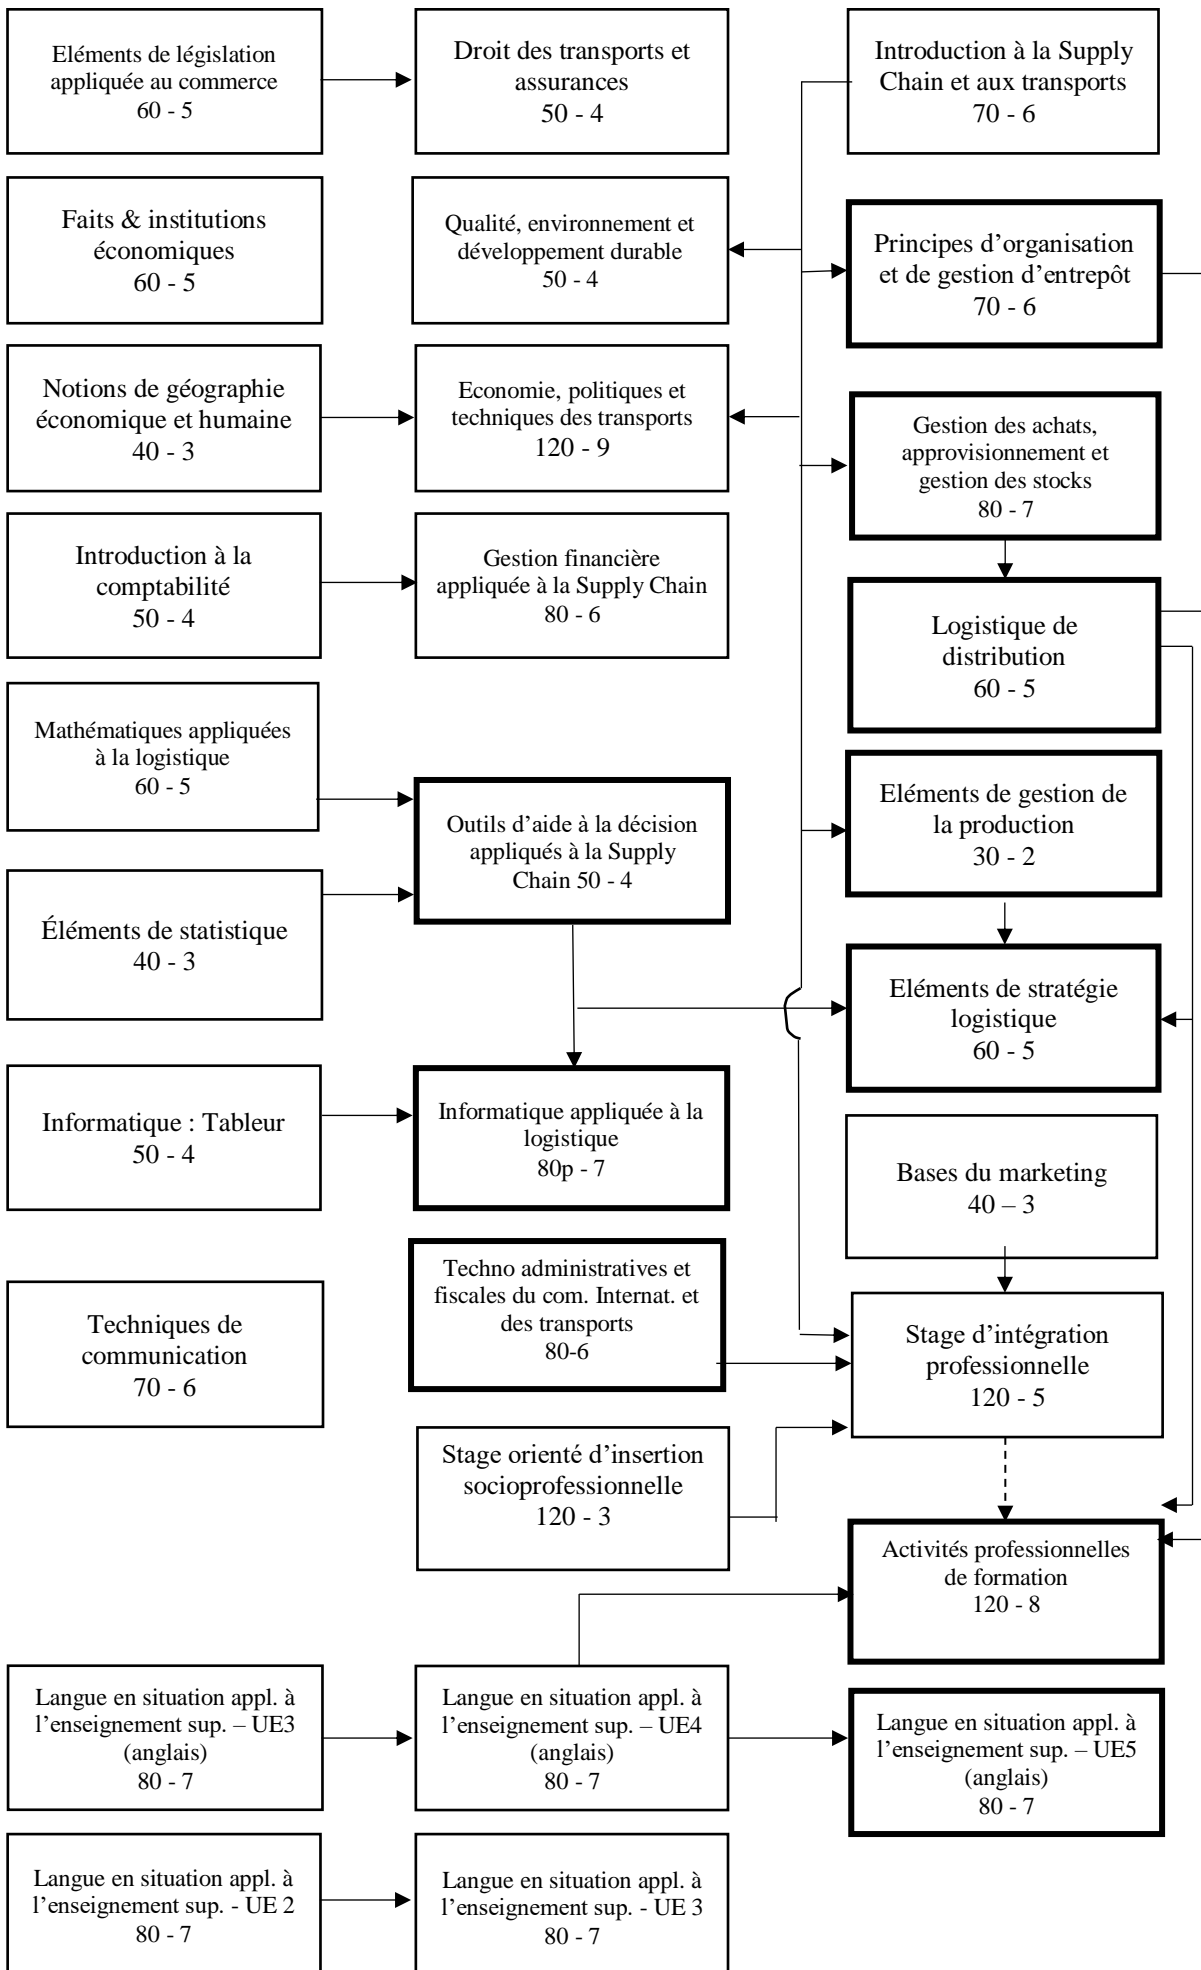 Eléments de législation
appliquée au commerce
60 - 5
Droit des transports et
assurances
50 - 4
Introduction à la Supply
Chain et aux transports
70 - 6
Faits & institutions
économiques
60 - 5
Qualité, environnement et
développement durable
50 - 4
Principes d’organisation
et de gestion d’entrepôt
70 - 6
Notions de géographie
économique et humaine
40 - 3
Economie, politiques et
techniques des transports
120 - 9
Gestion des achats,
approvisionnement et
gestion des stocks
80 - 7
Introduction à la
comptabilité
50 - 4
Gestion financière
appliquée à la Supply Chain
80 - 6
Logistique de
distribution
60 - 5
Mathématiques appliquées
à la logistique
60 - 5
Outils d’aide à la décision
appliqués à la Supply
Chain 50 - 4
Eléments de gestion de
la production
30 - 2
Éléments de statistique
40 - 3
Eléments de stratégie
logistique
60 - 5
Informatique : Tableur
50 - 4
Informatique appliquée à la
logistique
80p - 7
Bases du marketing
40 – 3
Techniques de
communication
70 - 6
Techno administratives et
fiscales du com. Internat. et
des transports
80-6
Stage d’intégration
professionnelle
120 - 5
Stage orienté d’insertion
socioprofessionnelle
120 - 3
Activités professionnelles
de formation
120 - 8
Langue en situation appl. à
l’enseignement sup. – UE3
(anglais)
80 - 7
Langue en situation appl. à
l’enseignement sup. – UE4
(anglais)
80 - 7
Langue en situation appl. à
l’enseignement sup. – UE5
(anglais)
80 - 7
Langue en situation appl. à
l’enseignement sup. - UE 2
80 - 7
Langue en situation appl. à
l’enseignement sup. - UE 3
80 - 7